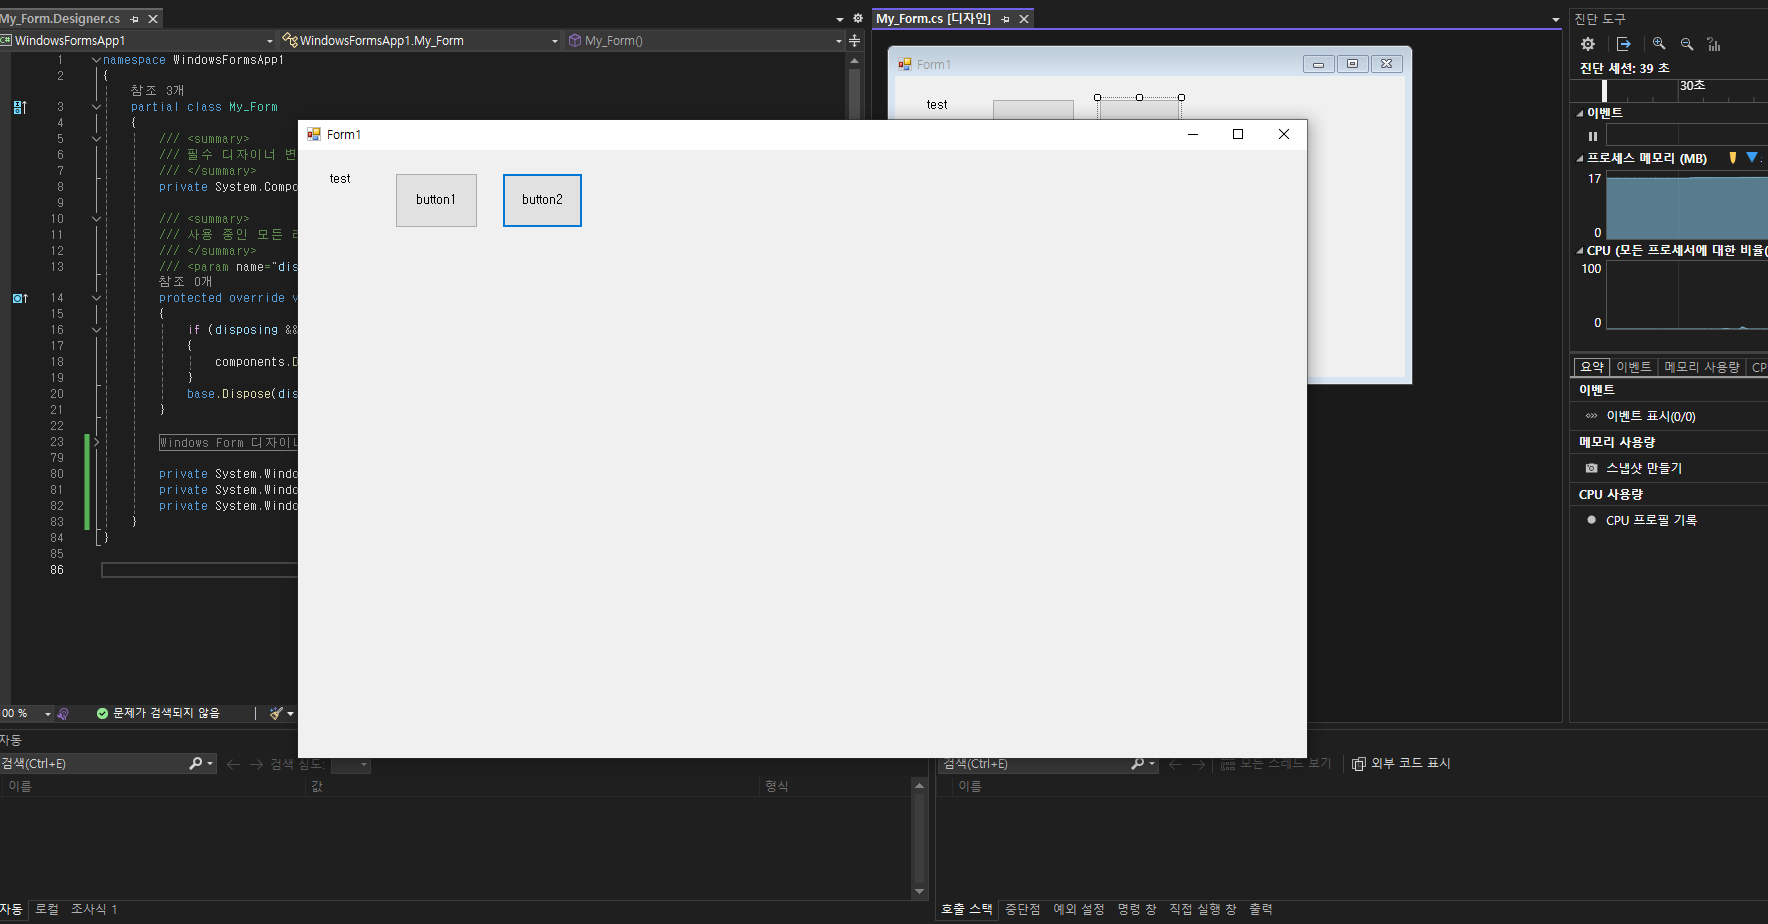 My_Form.Designer.cs
WindowsFormsApp1
WindowsFormsApp1.My_Form
My_Form()
1 namespace WindowsFormsApp1
2 {
참조 3개
3 partial class My_Form
4 {
5 /// <summary>
6 /// 필수 디자이너 변
7 /// </summary>
8 private System.Compo
9
10 /// <summary>
11 /// 사용 중인 모든 리
12 /// </summary>
13 /// <param name="dis
참조 0개
14 protected override v
15 {
16 if (disposing &&
17 {
18 components.D
19 }
20 base.Dispose(dis
21 }
22
23 Windows Form 디자이너
79
80 private System.Windo
81 private System.Windo
82 private System.Windo
83 }
84 }
85
86
00 %
문제가 검색되지 않음
My_Form.cs [디자인]
Form1
test
Form1
test
button1
button2
진단 도구
진단 세션: 39 초
30초
이벤트
프로세스 메모리 (MB)
17
0
CPU (모든 프로세서에 대한 비율(
100
0
요약
이벤트
메모리 사용량
CP
이벤트
이벤트 표시(0/0)
메모리 사용량
스냅샷 만들기
CPU 사용량
CPU 프로필 기록
자동
검색(Ctrl+E)
검색 심도:
이름
값
형식
자동
로컬
조사식 1
검색(Ctrl+E)
모든 스레드 보기
외부 코드 표시
이름
호출 스택
중단점
예외 설정
명령 창
직접 실행 창
출력